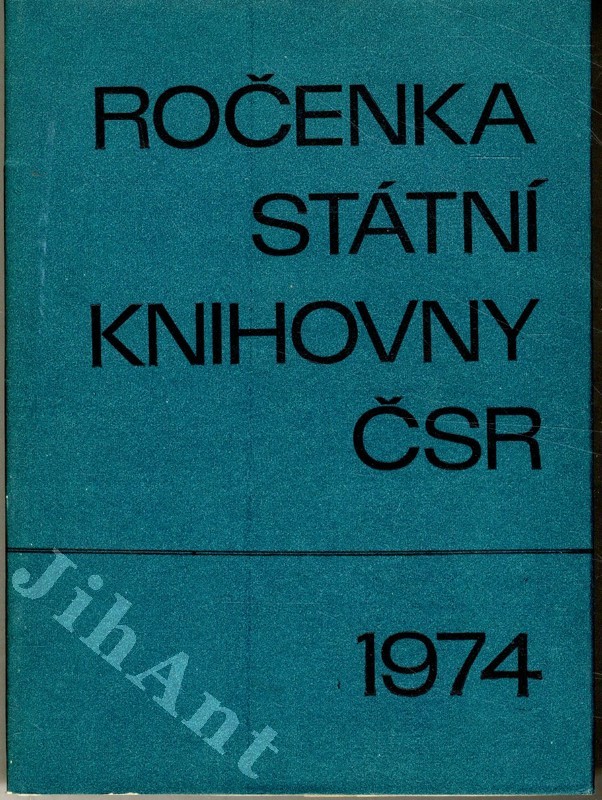 ROČENKA
STÁTNÍ
KNIHOVNY
ČSR
1974
JihAnt